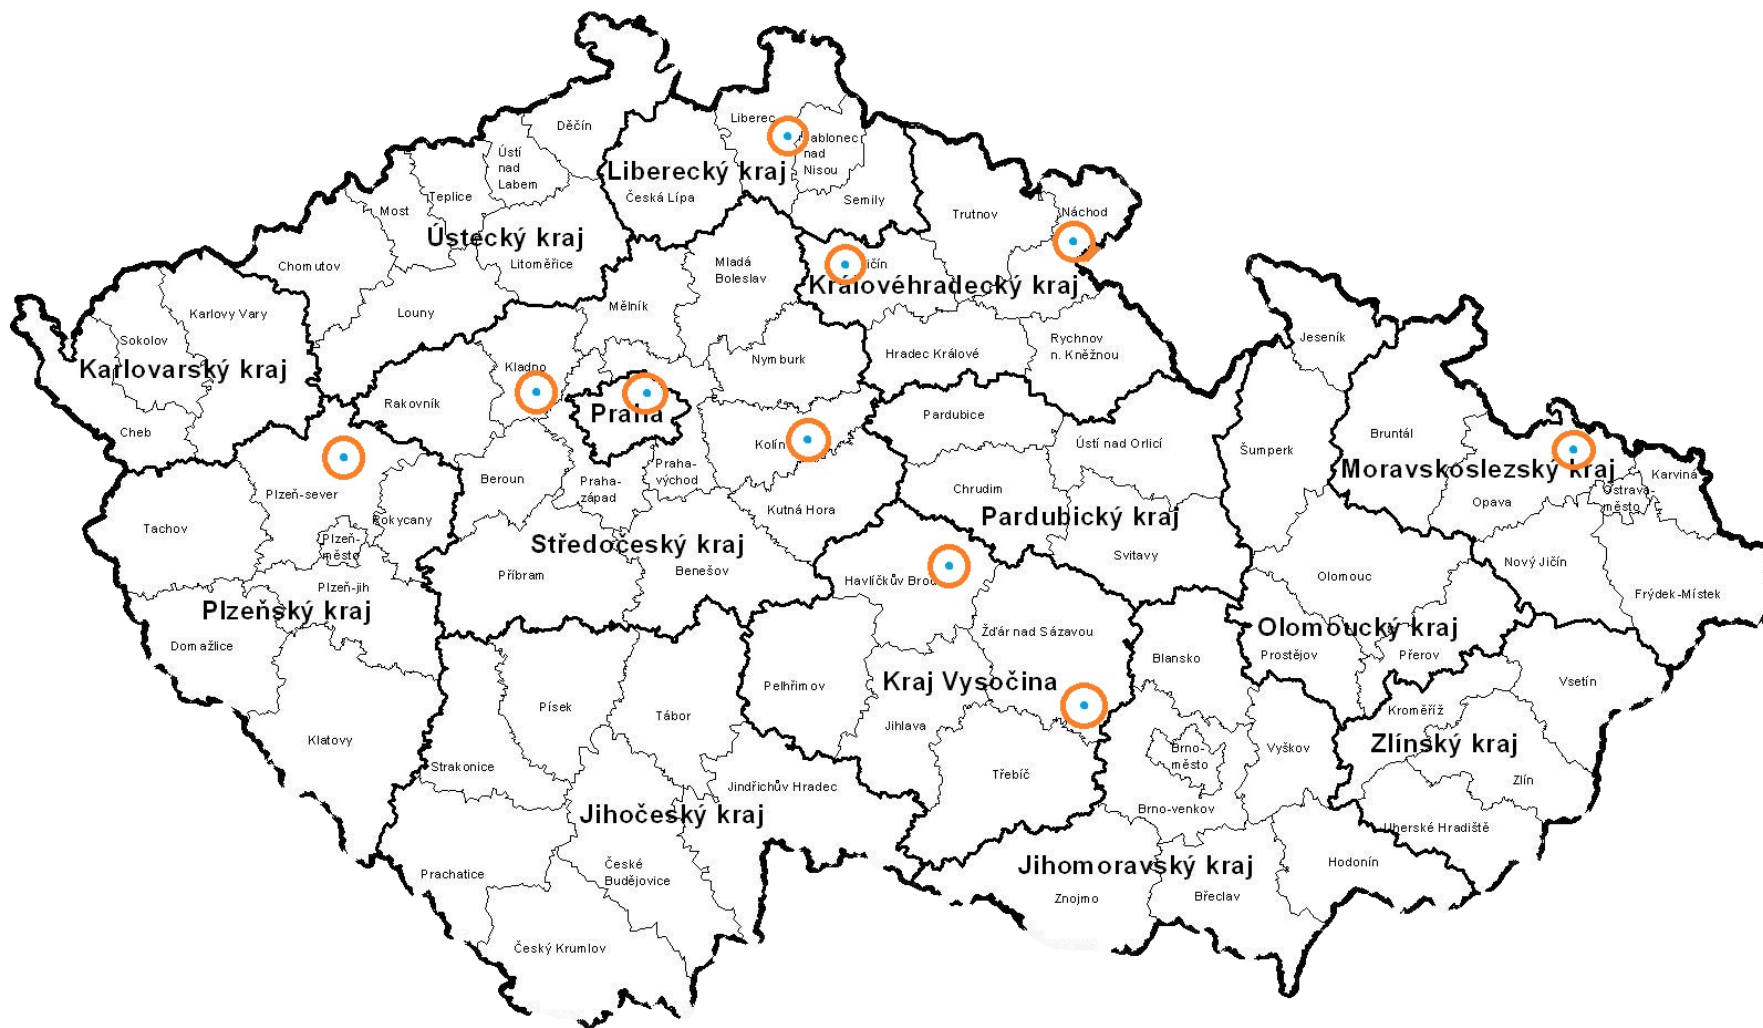 Děčín
Liberec
Ústí
nad
Labem
Jablonec
nad
Nisou
Liberecký kraj
Teplice
Česká Lípa
Semily
Most
Trutnov
Náchod
Ústecký kraj
Litoměřice
Chomutov
Mladá
Boleslav
Jičín
Královéhradecký kraj
Mělník
Karlovy Vary
Louny
Sokolov
Karlovarský kraj
Kladno
Nymburk
Hradec Králové
Rychnov
n. Kněžnou
Jeseník
Rakovník
Praha
Cheb
Pardubice
Kolín
Ústí nad Orlicí
Šumperk
Bruntál
Moravskoslezský kraj
Beroun
Praha-
západ
Praha-
východ
Plzeň-sever
Rokycany
Tachov
Chrudim
Kutná Hora
Pardubický kraj
Opava
Ostrava-
město
Karviná
Plzeň-
město
Středočeský kraj
Příbram
Benešov
Svitavy
Nový Jičín
Havlíčkův Brod
Olomouc
Frýdek-Místek
Plzeň-jih
Plzeňský kraj
Domažlice
Žďár nad Sázavou
Olomoucký kraj
Blansko
Prostějov
Přerov
Pelhřimov
Kraj Vysočina
Vsetín
Písek
Tábor
Jihlava
Kroměříž
Klatovy
Brno-
město
Vyškov
Zlínský kraj
Strakonice
Třebíč
Zlín
Jindřichův Hradec
Jihočeský kraj
Brno-venkov
Uherské Hradiště
Prachatice
České
Budějovice
Jihomoravský kraj
Hodonín
Znojmo
Břeclav
Český Krumlov